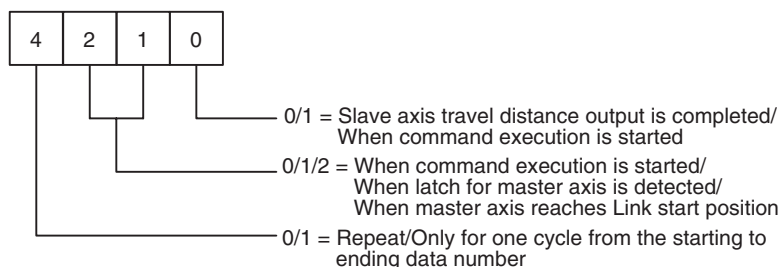 4 2 1 0
0/1 = Slave axis travel distance output is completed/
When command execution is started
0/1/2 = When command execution is started/
When latch for master axis is detected/
When master axis reaches Link start position
0/1 = Repeat/Only for one cycle from the starting to
ending data number